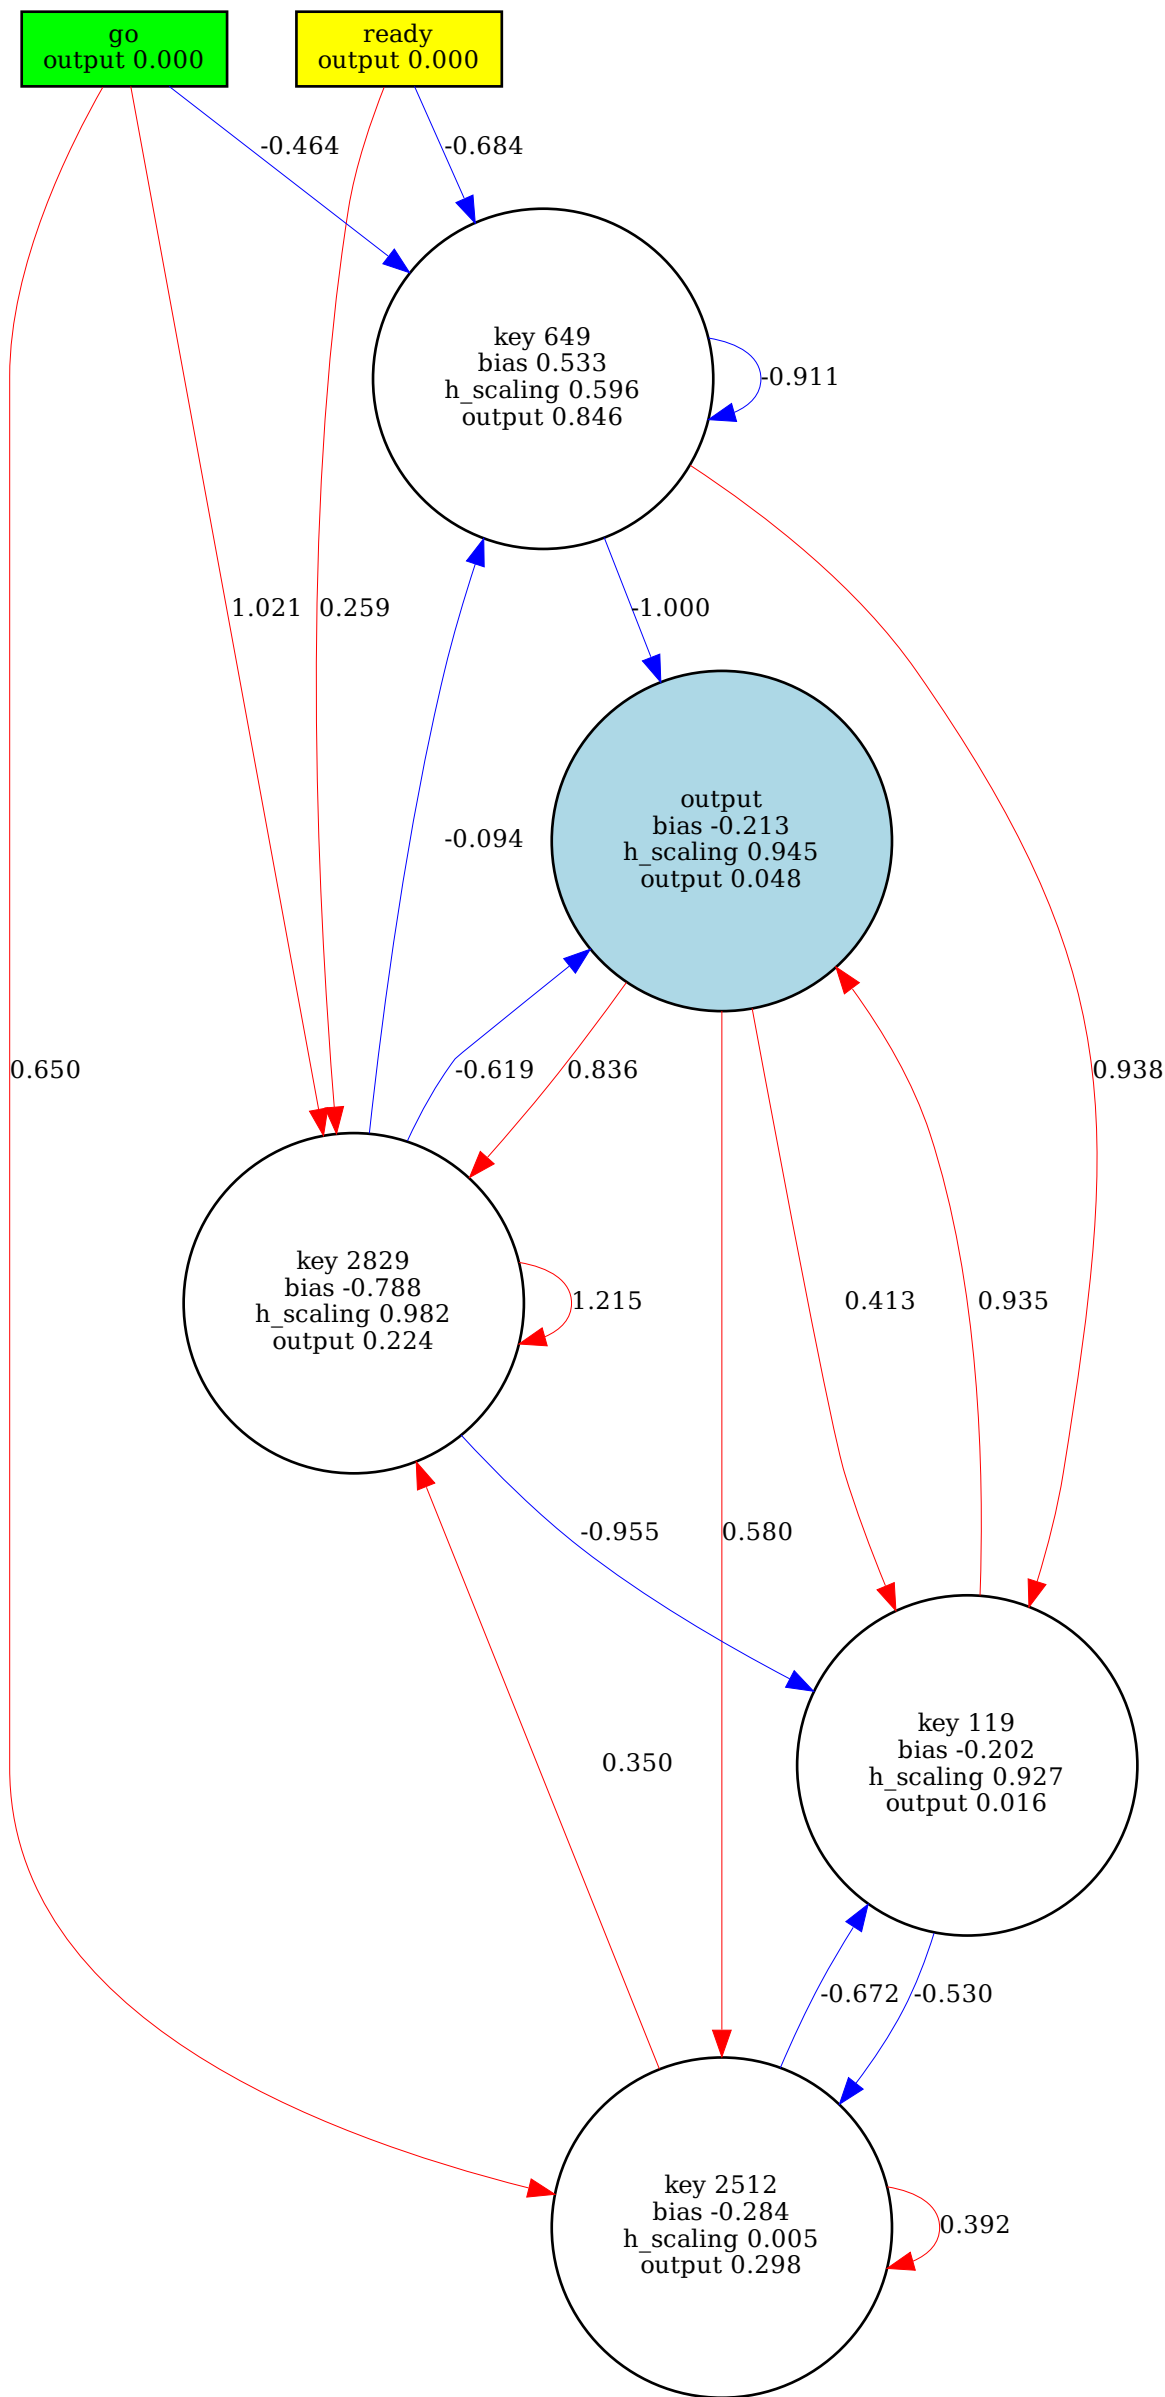 go
output 0.000
ready
output 0.000
-0.464
-0.684
key 649
bias 0.533
h_scaling 0.596
output 0.846
-0.911
1.021
0.259
-1.000
output
bias -0.213
h_scaling 0.945
output 0.048
-0.094
0.650
-0.619
0.836
0.938
key 2829
bias -0.788
h_scaling 0.982
output 0.224
1.215
0.413
0.935
-0.955
0.580
0.350
key 119
bias -0.202
h_scaling 0.927
output 0.016
-0.672
-0.530
key 2512
bias -0.284
h_scaling 0.005
output 0.298
0.392